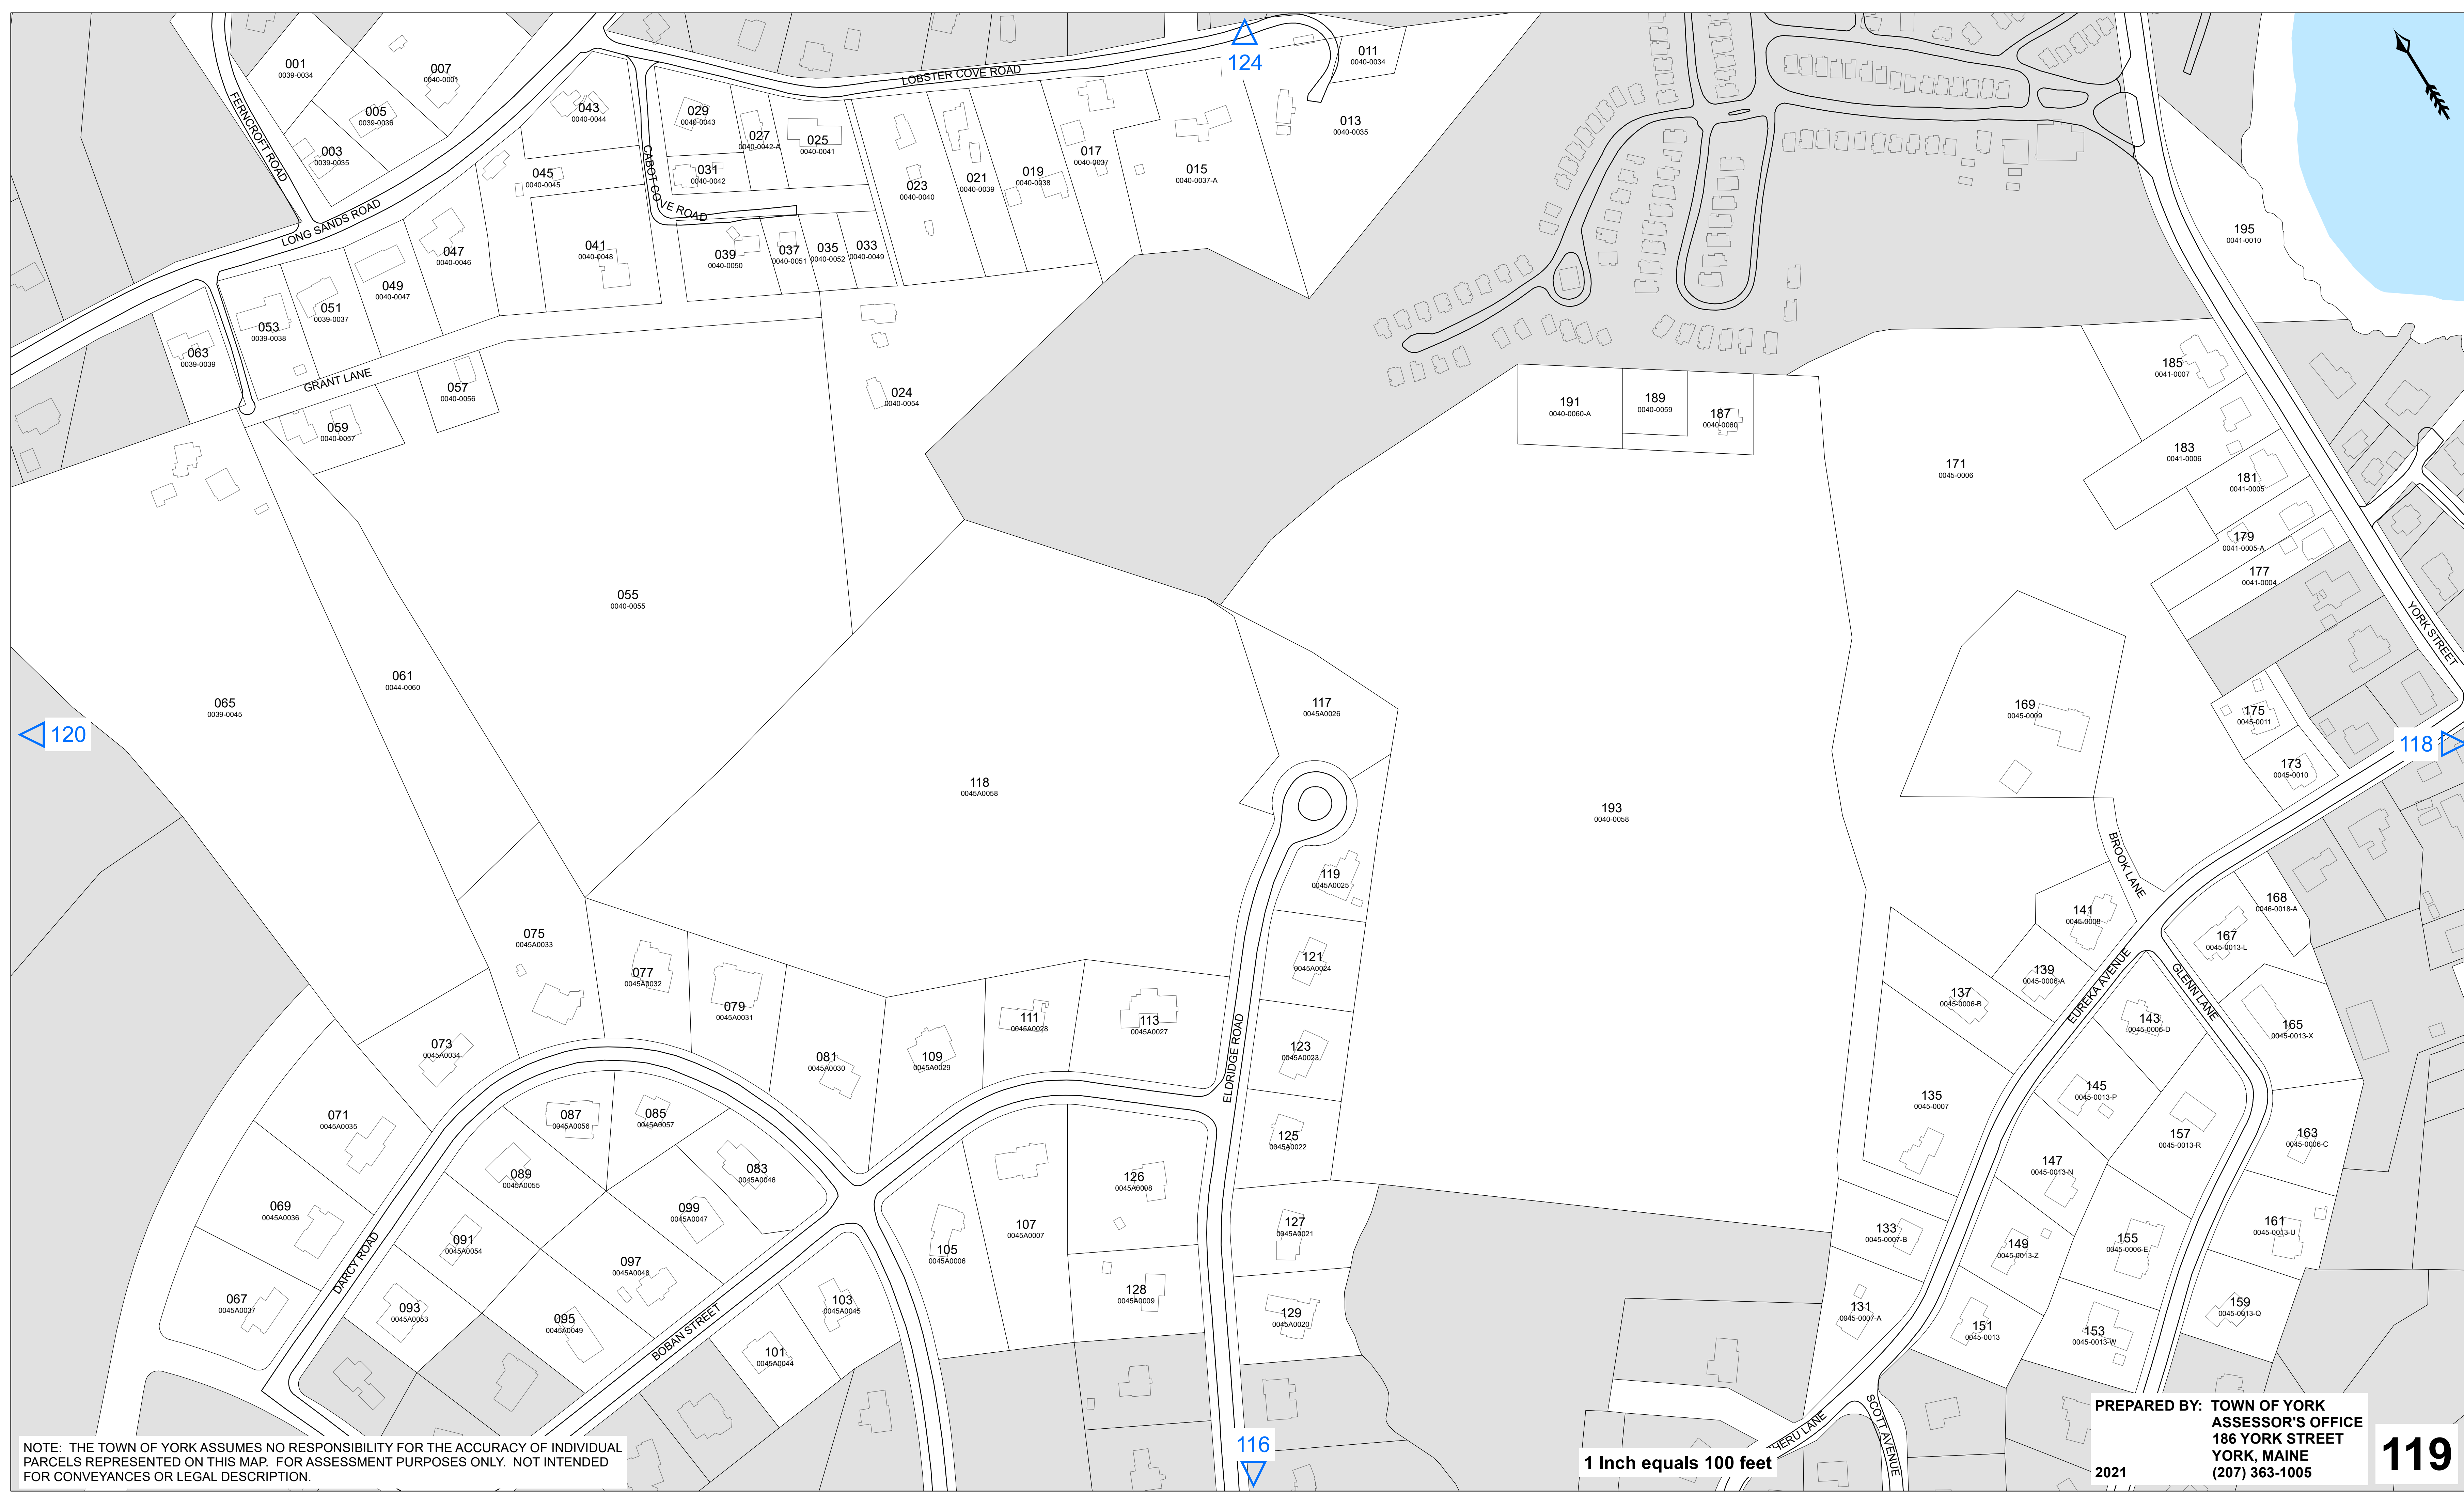 001
0039-0034
007
0040-0001
005
0039-0036
003
0039-0035
FERNCROFT ROAD
LONG SANDS ROAD
043
0040-0044
045
0040-0045
029
0040-0043
027
0040-0042-A
025
0040-0041
031
0040-0042
CABOT COVE ROAD
LOBSTER COVE ROAD
124
011
0040-0034
013
0040-0035
015
0040-0037-A
017
0040-0037
019
0040-0038
021
0040-0039
023
0040-0040
195
0041-0010
047
0040-0046
041
0040-0048
039
0040-0050
037
0040-0051
035
0040-0052
033
0040-0049
049
0040-0047
051
0039-0037
053
0039-0038
063
0039-0039
GRANT LANE
057
0040-0056
059
0040-0057
024
0040-0054
191
0040-0060-A
189
0040-0059
187
0040-0060
185
0041-0007
183
0041-0006
171
0045-0006
181
0041-0005
179
0041-0005-A
177
0041-0004
YORK STREET
055
0040-0055
061
0044-0060
065
0039-0045
120
117
0045A0026
169
0045-0009
175
0045-0011
173
0045-0010
118
118
0045A0058
193
0040-0058
BROOK LANE
119
0045A0025
168
0046-0018-A
141
0045-0008
167
0045-0013-L
075
0045A0033
077
0045A0032
079
0045A0031
121
0045A0024
139
0045-0006-A
137
0045-0006-B
EUREKA AVENUE
GLENN LANE
143
0045-0006-D
165
0045-0013-X
073
0045A0034
081
0045A0030
109
0045A0029
111
0045A0028
113
0045A0027
ELDRIDGE ROAD
123
0045A0023
135
0045-0007
145
0045-0013-P
071
0045A0035
087
0045A0056
085
0045A0057
125
0045A0022
157
0045-0013-R
163
0045-0006-C
089
0045A0055
083
0045A0046
126
0045A0008
147
0045-0013-N
069
0045A0036
099
0045A0047
107
0045A0007
105
0045A0006
127
0045A0021
133
0045-0007-B
149
0045-0013-Z
155
0045-0006-E
161
0045-0013-U
DARCY ROAD
091
0045A0054
097
0045A0048
128
0045A0009
067
0045A0037
093
0045A0053
095
0045A0049
BOBAN STREET
103
0045A0045
101
0045A0044
129
0045A0020
131
0045-0007-A
151
0045-0013
153
0045-0013-W
159
0045-0013-Q
SCOTT AVENUE
LANE
116
NOTE: THE TOWN OF YORK ASSUMES NO RESPONSIBILITY FOR THE ACCURACY OF INDIVIDUAL
PARCELS REPRESENTED ON THIS MAP. FOR ASSESSMENT PURPOSES ONLY. NOT INTENDED
FOR CONVEYANCES OR LEGAL DESCRIPTION.
1 Inch equals 100 feet
PREPARED BY: TOWN OF YORK
ASSESSOR'S OFFICE
186 YORK STREET
YORK, MAINE
2021 (207) 363-1005
119